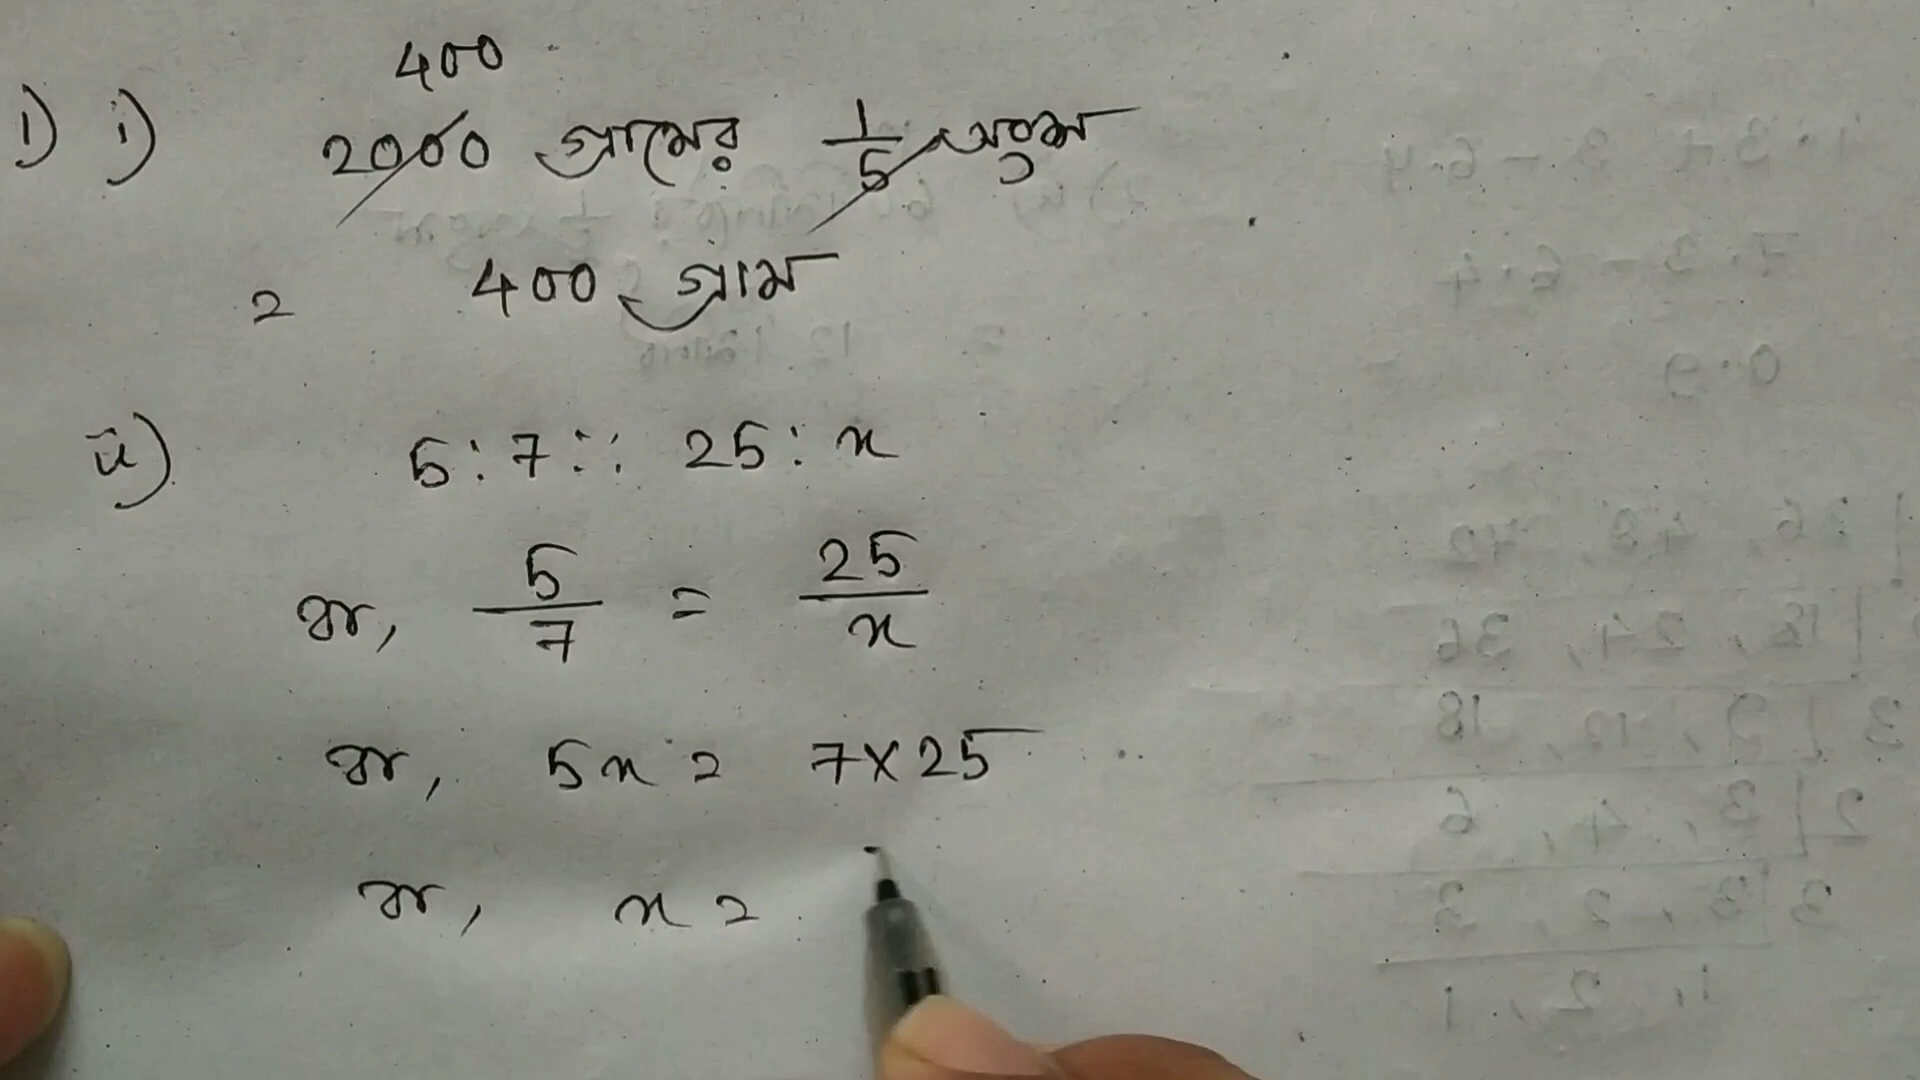 400
1) i) 2000 গ্রামের 1/5 অংশ
= 400 গ্রাম
ii) 5 : 7 :: 25 : x
বা, 5/7 = 25/x
বা, 5x = 7×25
বা, x =